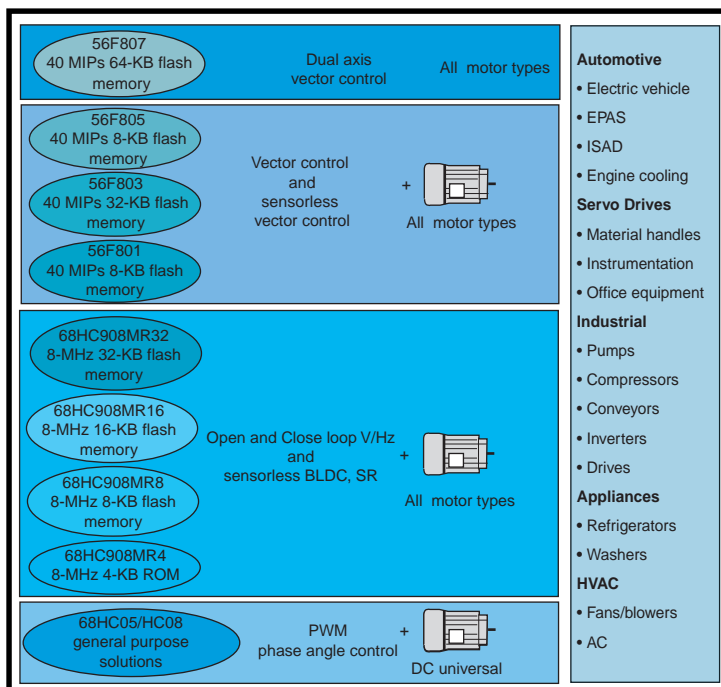 56F807
40 MIPs 64-KB flash
memory
Dual axis
vector control
All motor types
56F805
40 MIPs 8-KB flash
memory
56F803
40 MIPs 32-KB flash
memory
56F801
40 MIPs 8-KB flash
memory
Vector control
and
sensorless
vector control
+
All motor types
68HC908MR32
8-MHz 32-KB flash
memory
68HC908MR16
8-MHz 16-KB flash
memory
68HC908MR8
8-MHz 8-KB flash
memory
68HC908MR4
8-MHz 4-KB ROM
Open and Close loop V/Hz
and
sensorless BLDC, SR
+
All motor types
68HC05/HC08
general purpose
solutions
PWM
phase angle control
+
DC universal
Automotive
• Electric vehicle
• EPAS
• ISAD
• Engine cooling
Servo Drives
• Material handles
• Instrumentation
• Office equipment
Industrial
• Pumps
• Compressors
• Conveyors
• Inverters
• Drives
Appliances
• Refrigerators
• Washers
HVAC
• Fans/blowers
• AC